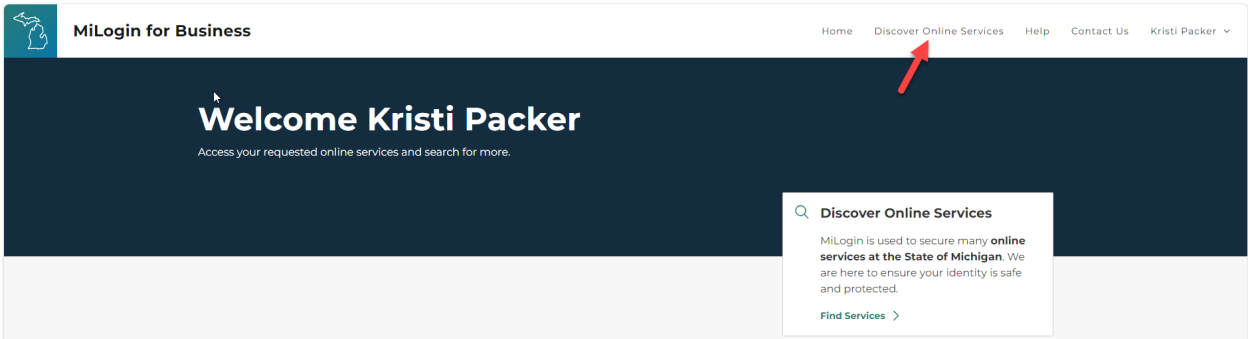 MiLogin for Business
Home Discover Online Services Help Contact Us Kristi Packer
Welcome Kristi Packer
Access your requested online services and search for more.
Discover Online Services
MiLogin is used to secure many online
services at the State of Michigan. We
are here to ensure your identity is safe
and protected.
Find Services